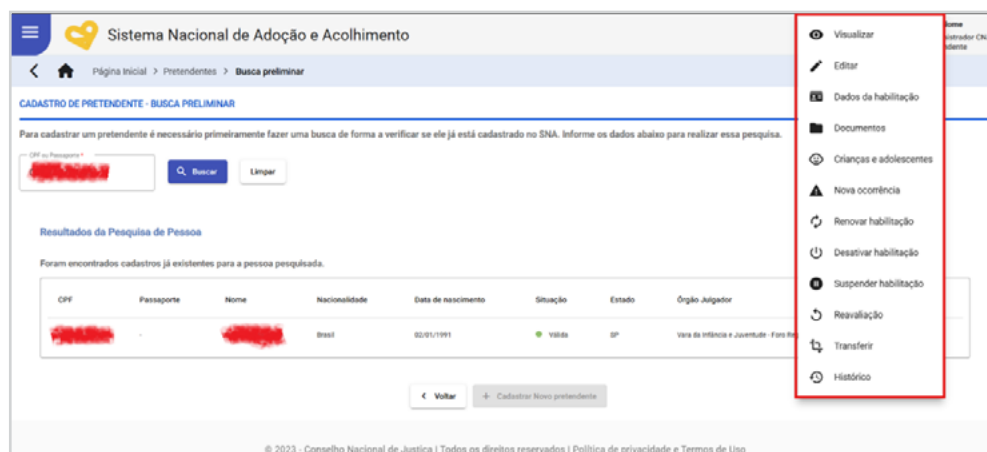 Sistema Nacional de Adoção e Acolhimento
Página Inicial > Pretendentes > Busca preliminar
CADASTRO DE PRETENDENTE - BUSCA PRELIMINAR
Para cadastrar um pretendente é necessário primeiramente fazer uma busca de forma a verificar se ele já está cadastrado no SNA. Informe os dados abaixo para realizar essa pesquisa.
CPF ou Passaporte *
Buscar Limpar
Resultados da Pesquisa de Pessoa
Foram encontrados cadastros já existentes para a pessoa pesquisada.
CPF Passaporte Nome Nacionalidade Data de nascimento Situação Estado Órgão Julgador
- Brasil 02/01/1991 Válida SP Vara da Infância e Juventude - Foro
Voltar + Cadastrar Novo pretendente
Visualizar
Editar
Dados da habilitação
Documentos
Crianças e adolescentes
Nova ocorrência
Renovar habilitação
Desativar habilitação
Suspender habilitação
Reavaliação
Transferir
Histórico
© 2023 - Conselho Nacional de Justiça | Todos os direitos reservados | Política de privacidade e Termos de Uso